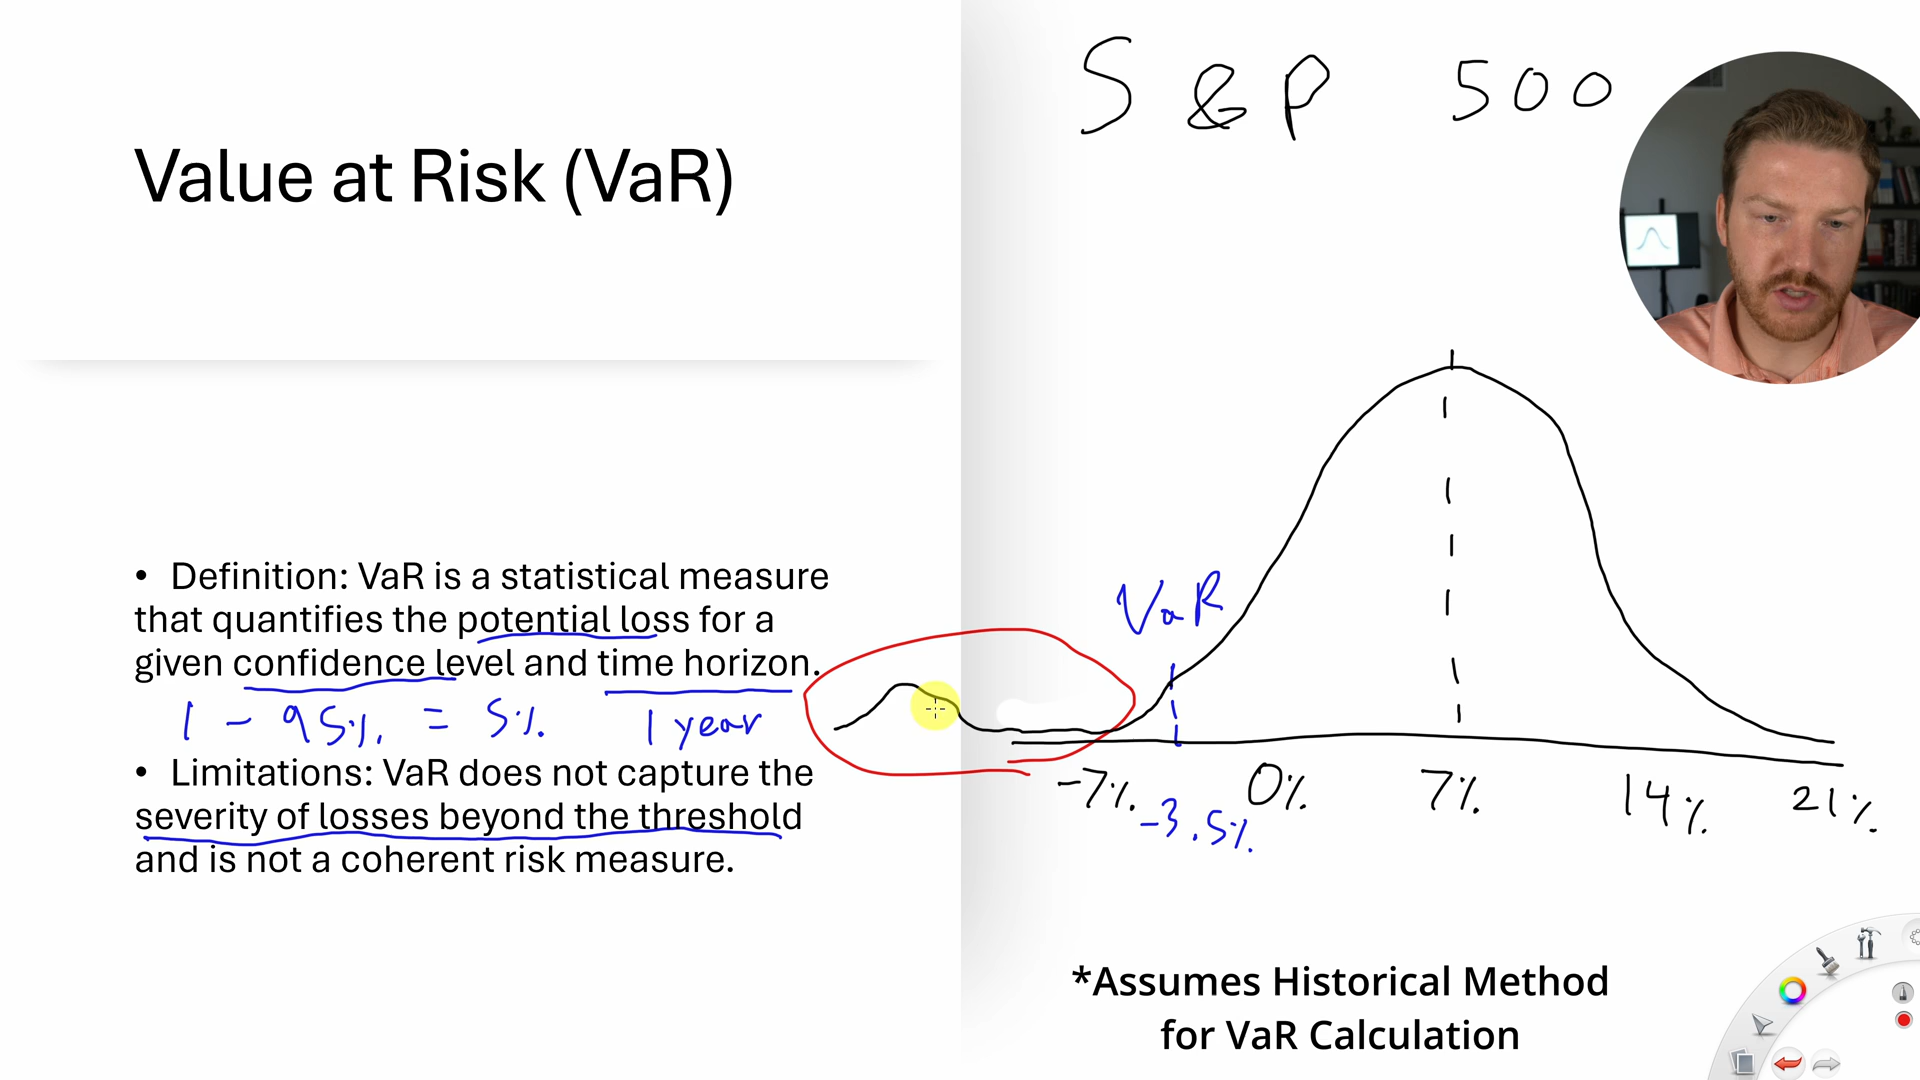 S & P 500
Value at Risk (VaR)
• Definition: VaR is a statistical measure
that quantifies the potential loss for a
given confidence level and time horizon.
1 - 95% = 5%
1 year
• Limitations: VaR does not capture the
severity of losses beyond the threshold
and is not a coherent risk measure.
VaR
-7% 0% 7% 14% 21%
-3.5%
*Assumes Historical Method
for VaR Calculation